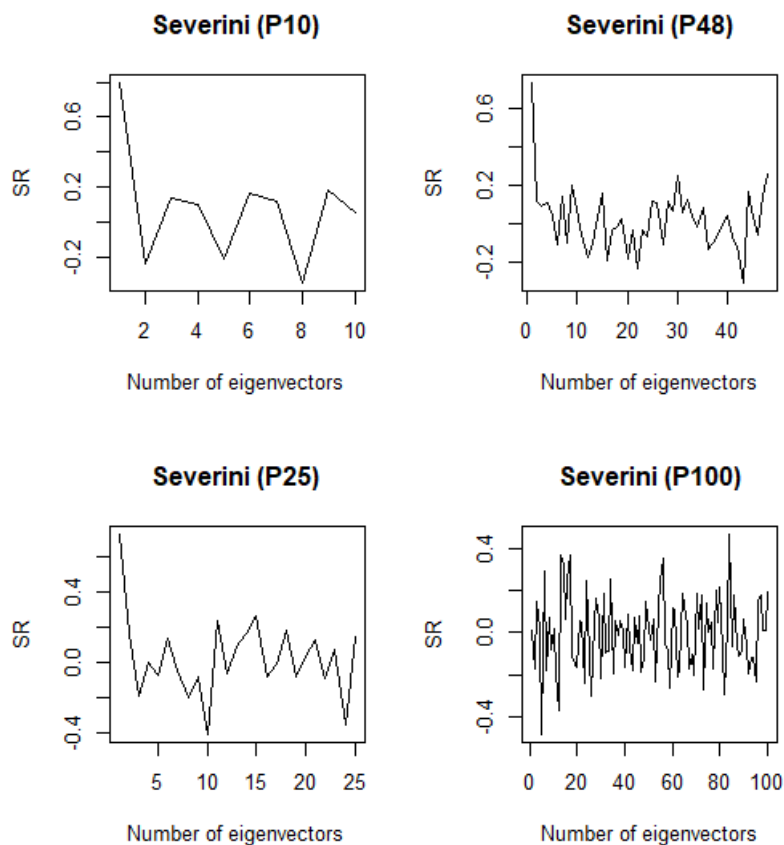 Severini (P10)
SR
0.6
0.2
-0.2
2 4 6 8 10
Number of eigenvectors
Severini (P48)
SR
0.6
0.2
-0.2
0 10 20 30 40
Number of eigenvectors
Severini (P25)
SR
0.4
0.0
-0.4
5 10 15 20 25
Number of eigenvectors
Severini (P100)
SR
0.4
0.0
-0.4
0 20 40 60 80 100
Number of eigenvectors